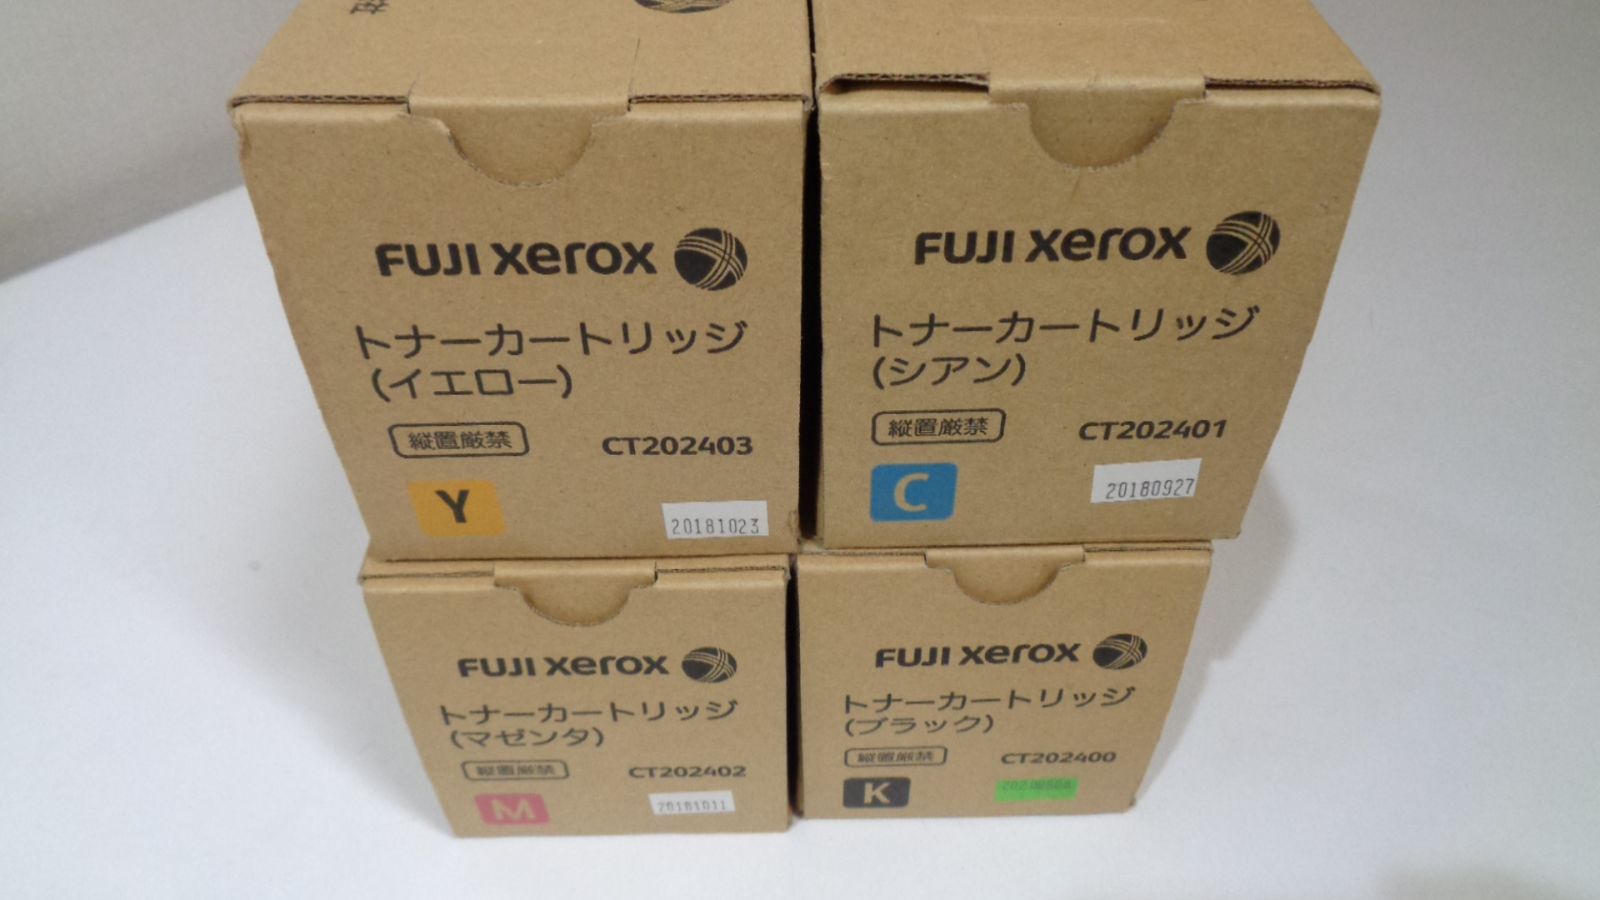 FUJI xerox
トナーカートリッジ
(イエロー)
縦置厳禁
CT202403
Y
20181023
FUJI xerox
トナーカートリッジ
(シアン)
縦置厳禁
CT202401
C
20180927
FUJI xerox
トナーカートリッジ
(マゼンタ)
縦置厳禁
CT202402
M
20181011
FUJI xerox
トナーカートリッジ
(ブラック)
縦置厳禁
CT202400
K